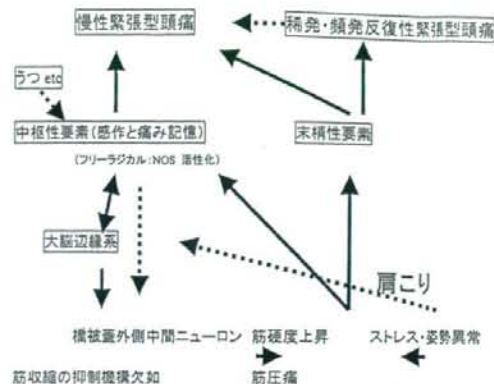 慢性緊張型頭痛
稀発・頻発反復性緊張型頭痛
うつ etc
中枢性要素(感作と痛み記憶)
末梢性要素
(フリーラジカル:NOS 活性化)
大脳辺縁系
肩こり
橋被蓋外側中間ニューロン 筋硬度上昇 ストレス・姿勢異常
筋収縮の抑制機構欠如 筋圧痛